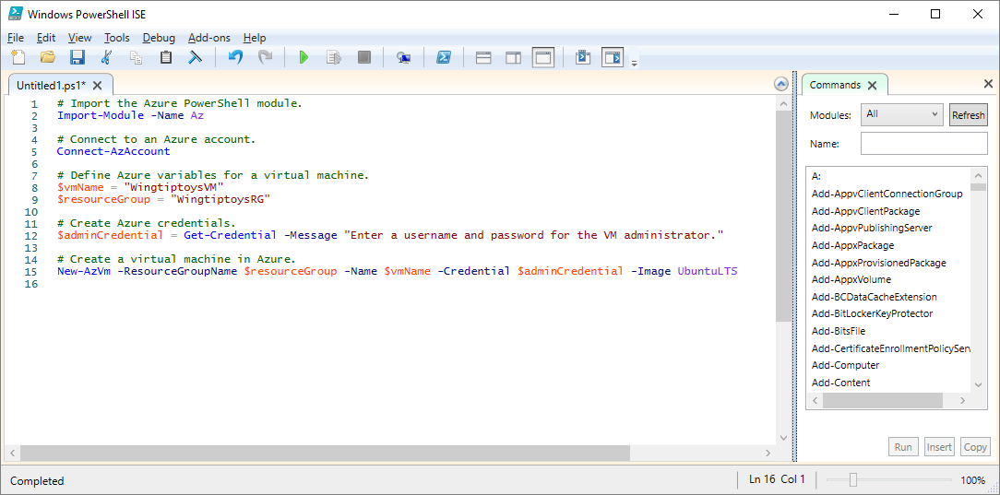 Windows PowerShell ISE
File Edit View Tools Debug Add-ons Help
Untitled1.ps1*
1 # Import the Azure PowerShell module.
2 Import-Module -Name Az
3
4 # Connect to an Azure account.
5 Connect-AzAccount
6
7 # Define Azure variables for a virtual machine.
8 $vmName = "WingtiptoysVM"
9 $resourceGroup = "WingtiptoysRG"
10
11 # Create Azure credentials.
12 $adminCredential = Get-Credential -Message "Enter a username and password for the VM administrator."
13
14 # Create a virtual machine in Azure.
15 New-AzVm -ResourceGroupName $resourceGroup -Name $vmName -Credential $adminCredential -Image UbuntuLTS
16
Commands
Modules: All Refresh
Name:
A:
Add-AppvClientConnectionGroup
Add-AppvClientPackage
Add-AppvPublishingServer
Add-AppxPackage
Add-AppxProvisionedPackage
Add-AppxVolume
Add-BCDataCacheExtension
Add-BitLockerKeyProtector
Add-BitsFile
Add-CertificateEnrollmentPolicyServ
Add-Computer
Add-Content
Run Insert Copy
Completed
Ln 16 Col 1
100%